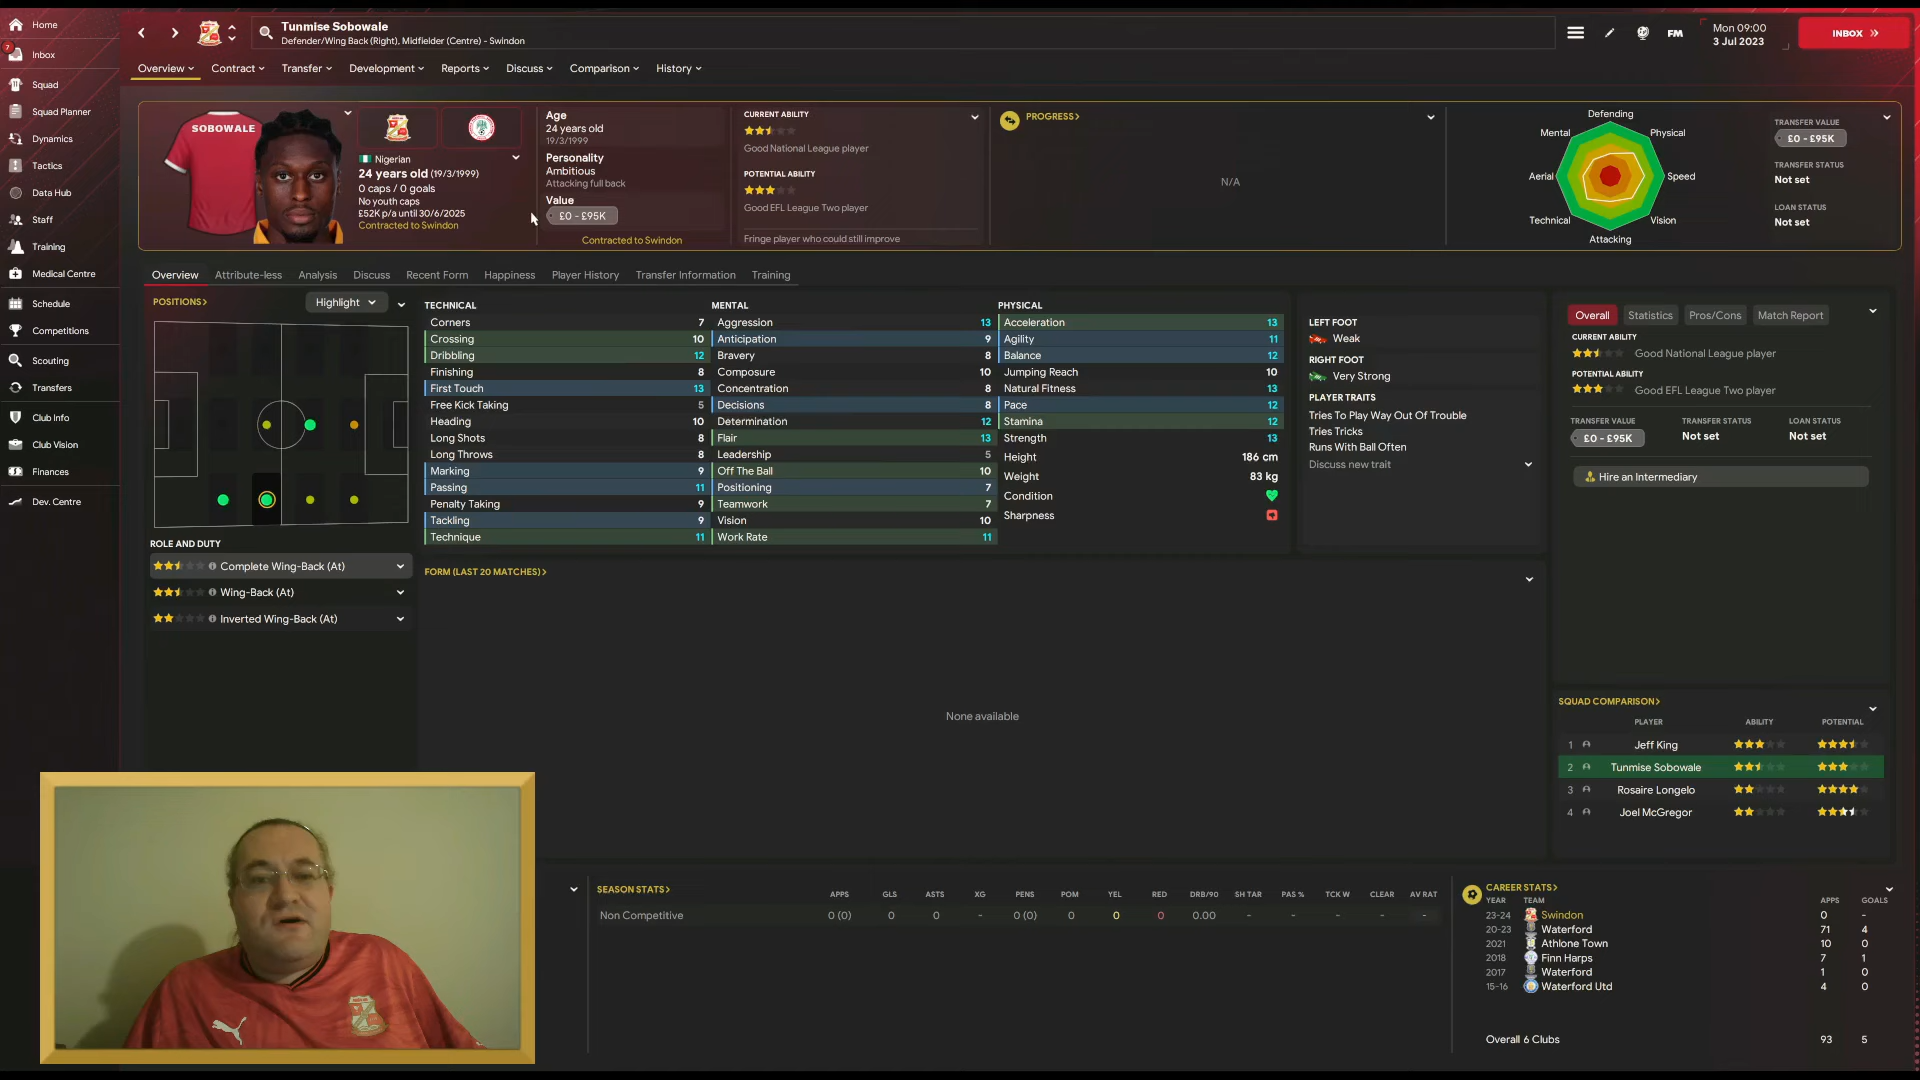 Home
Inbox
7
Squad
Squad Planner
Dynamics
Tactics
Data Hub
Staff
Training
Medical Centre
Schedule
Competitions
Scouting
Transfers
Club Info
Club Vision
Finances
Dev. Centre
Tunmise Sobowale
Defender/Wing Back (Right), Midfielder (Centre) - Swindon
FM
Mon 09:00
3 Jul 2023
INBOX
Overview Contract Transfer Development Reports Discuss Comparison History
SOBOWALE
Nigerian
24 years old (19/3/1999)
0 caps / 0 goals
No youth caps
£52K p/a until 30/6/2025
Contracted to Swindon
Age
24 years old
19/3/1999
Personality
Ambitious
Attacking full back
Value
£0 - £95K
Contracted to Swindon
CURRENT ABILITY
Good National League player
POTENTIAL ABILITY
Good EFL League Two player
Fringe player who could still improve
PROGRESS>
N/A
Defending
Mental Physical
Aerial Speed
Technical Vision
Attacking
TRANSFER VALUE
£0 - £95K
TRANSFER STATUS
Not set
LOAN STATUS
Not set
Overview Attribute-less Analysis Discuss Recent Form Happiness Player History Transfer Information Training
POSITIONS>
Highlight
ROLE AND DUTY
Complete Wing-Back (At)
Wing-Back (At)
Inverted Wing-Back (At)
TECHNICAL
Corners 7
Crossing 10
Dribbling 12
Finishing 8
First Touch 13
Free Kick Taking 5
Heading 10
Long Shots 8
Long Throws 8
Marking 9
Passing 11
Penalty Taking 9
Tackling 9
Technique 11
MENTAL
Aggression 13
Anticipation 9
Bravery 8
Composure 10
Concentration 8
Decisions 8
Determination 12
Flair 13
Leadership 5
Off The Ball 10
Positioning 7
Teamwork 7
Vision 10
Work Rate 11
PHYSICAL
Acceleration 13
Agility 11
Balance 12
Jumping Reach 10
Natural Fitness 13
Pace 12
Stamina 12
Strength 13
Height 186 cm
Weight 83 kg
Condition
Sharpness
LEFT FOOT
Weak
RIGHT FOOT
Very Strong
PLAYER TRAITS
Tries To Play Way Out Of Trouble
Tries Tricks
Runs With Ball Often
Discuss new trait
Overall Statistics Pros/Cons Match Report
CURRENT ABILITY
Good National League player
POTENTIAL ABILITY
Good EFL League Two player
TRANSFER VALUE TRANSFER STATUS LOAN STATUS
£0 - £95K Not set Not set
Hire an Intermediary
FORM (LAST 20 MATCHES)>
None available
SQUAD COMPARISON>
PLAYER ABILITY POTENTIAL
1 Jeff King
2 Tunmise Sobowale
3 Rosaire Longelo
4 Joel McGregor
SEASON STATS> APPS GLS ASTS XG PENS POM YEL RED DRB/90 SH TAR PAS % TCK W CLEAR AV RAT
Non Competitive 0 (0) 0 0 - 0 (0) 0 0 0 0.00 - - - - -
CAREER STATS>
YEAR TEAM APPS GOALS
23-24 Swindon 0 -
20-23 Waterford 71 4
2021 Athlone Town 10 0
2018 Finn Harps 7 1
2017 Waterford 1 0
15-16 Waterford Utd 4 0
Overall 6 Clubs 93 5